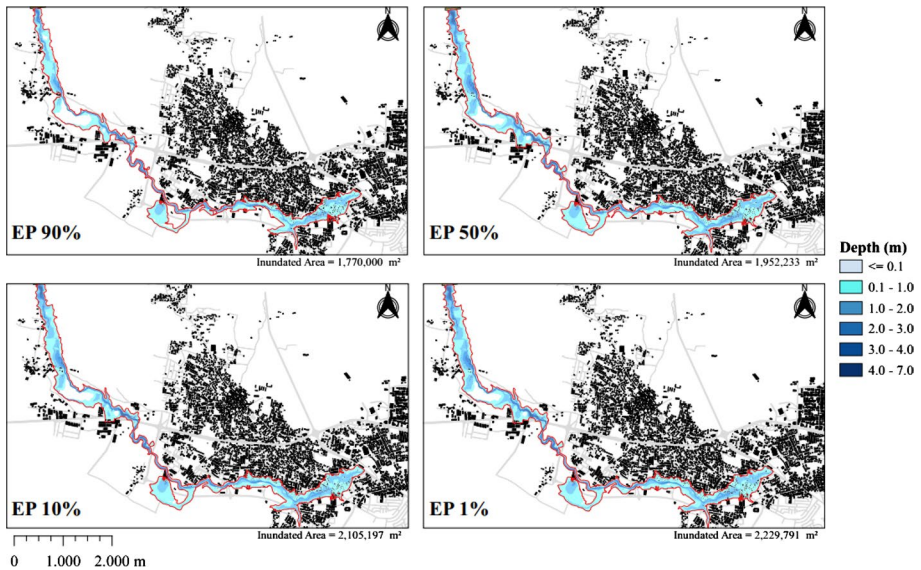 N
N
EP 90%
EP 50%
Inundated Area = 1,770,000 m²
Inundated Area = 1,952,233 m²
Depth (m)
<= 0.1
0.1 - 1.0
1.0 - 2.0
2.0 - 3.0
3.0 - 4.0
4.0 - 7.0
N
N
EP 10%
EP 1%
Inundated Area = 2,105,197 m²
Inundated Area = 2,229,791 m²
0 1.000 2.000 m